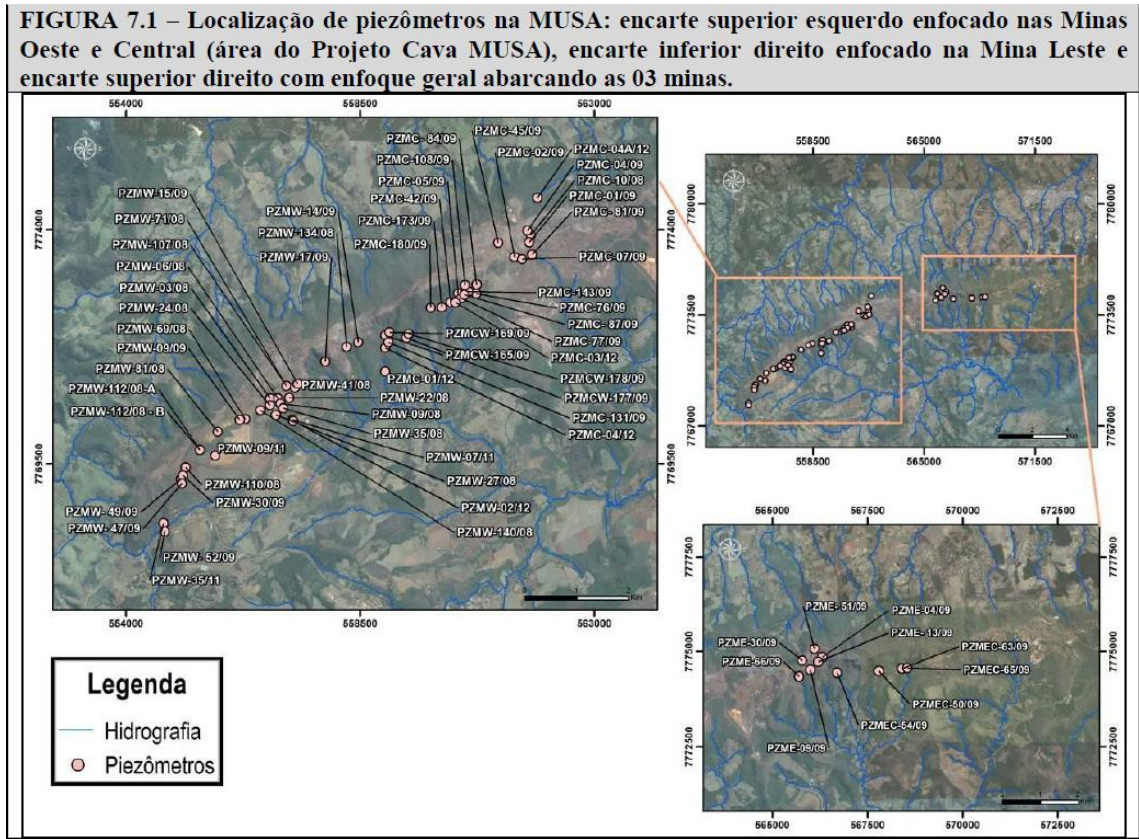 FIGURA 7.1 – Localização de piezômetros na MUSA: encarte superior esquerdo enfocado nas Minas
Oeste e Central (área do Projeto Cava MUSA), encarte inferior direito enfocado na Mina Leste e
encarte superior direito com enfoque geral abarcando as 03 minas.
554000
558500
563000
7774000
7769500
PZMC-45/09
PZMC- 84/09
PZMC-02/09
PZMC-04A/12
PZMC-108/09
PZMC-04/09
PZMC-05/09
PZMC-10/08
PZMC-42/09
PZMC-01/09
PZMC-173/09
PZMC- 81/09
PZMC-180/09
PZMC-07/09
PZMW-15/09
PZMW-14/09
PZMW-71/08
PZMW-134/08
PZMW-107/08
PZMW-17/09
PZMW-06/08
PZMW-03/08
PZMW-24/08
PZMW-69/08
PZMW-09/09
PZMW-81/08
PZMW-112/08-A
PZMW-112/08 - B
PZMC-143/09
PZMC-76/09
PZMC- 87/09
PZMC-77/09
PZMC-03/12
PZMCW-169/09
PZMCW-165/09
PZMCW-178/09
PZMCW-177/09
PZMC-131/09
PZMC-04/12
PZMC-01/12
PZMW-41/08
PZMW-22/08
PZMW-09/08
PZMW-35/08
PZMW-07/11
PZMW-27/08
PZMW-02/12
PZMW-140/08
PZMW-09/11
PZMW-110/08
PZMW-30/09
PZMW- 49/09
PZMW- 47/09
PZMW- 52/09
PZMW-35/11
0 1 2
Km
554000
558500
563000
558500
565000
571500
7780000
7773500
7767000
7780000
7773500
7767000
0 2 4
Km
558500
565000
571500
565000
567500
570000
572500
7777500
7775000
7772500
7777500
7775000
7772500
PZME- 51/09
PZME-04/09
PZME- 13/09
PZME-30/09
PZME-66/09
PZMEC-63/09
PZMEC-65/09
PZMEC-50/09
PZMEC-54/09
PZME-09/09
1 2
Km
565000
567500
570000
572500
Legenda
Hidrografia
Piezômetros